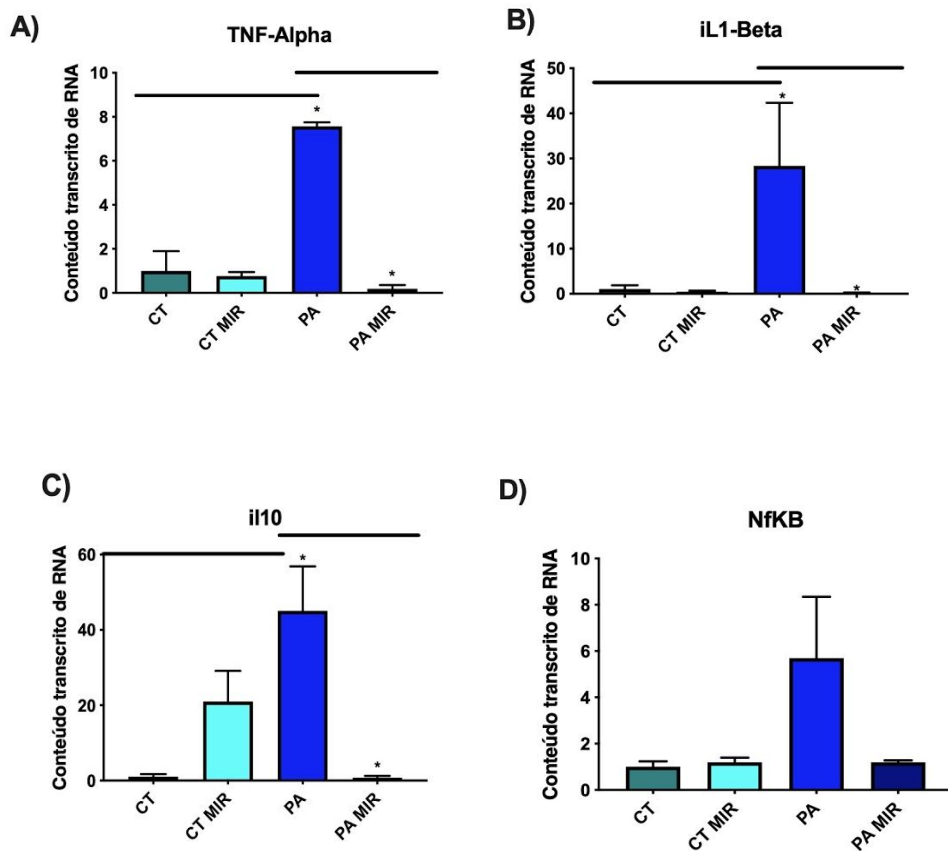 A)
TNF-Alpha
Conteúdo transcrito de RNA
10
8
6
4
2
0
*
*
CT
CT MIR
PA
PA MIR
B)
iL1-Beta
Conteúdo transcrito de RNA
50
40
30
20
10
0
*
*
CT
CT MIR
PA
PA MIR
C)
il10
Conteúdo transcrito de RNA
60
40
20
0
*
*
CT
CT MIR
PA
PA MIR
D)
NfKB
Conteúdo transcrito de RNA
10
8
6
4
2
0
CT
CT MIR
PA
PA MIR